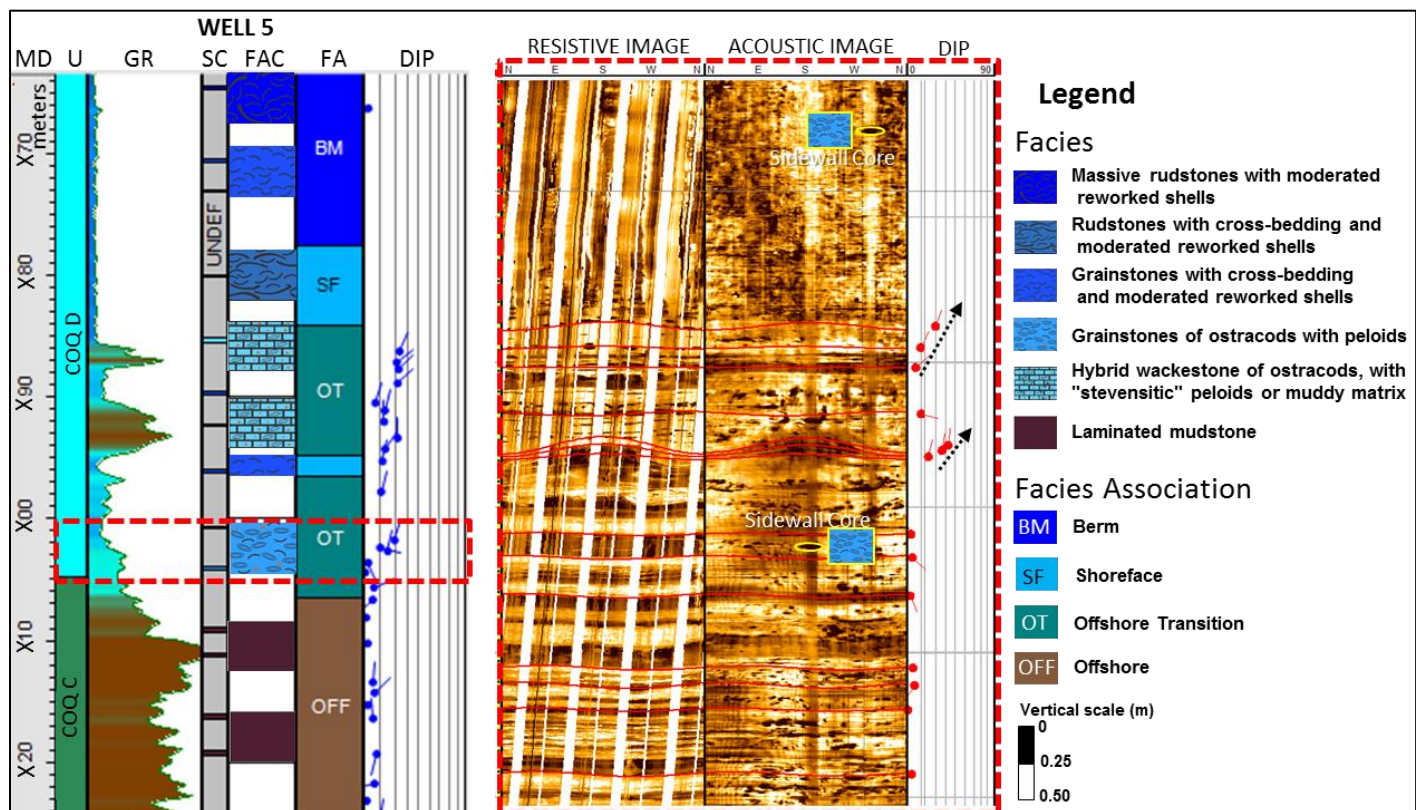 WELL 5
MD U GR SC FAC FA DIP
meters
X70
X80
X90
X00
X10
X20
COQ D
COQ C
UNDEF
BM
SF
OT
OT
OFF
RESISTIVE IMAGE ACOUSTIC IMAGE DIP
N E S W N N E S W N 0 90
Sidewall Core
Sidewall Core
Legend
Facies
Massive rudstones with moderated
reworked shells
Rudstones with cross-bedding and
moderated reworked shells
Grainstones with cross-bedding
and moderated reworked shells
Grainstones of ostracods with peloids
Hybrid wackestone of ostracods, with
"stevensitic" peloids or muddy matrix
Laminated mudstone
Facies Association
BM Berm
SF Shoreface
OT Offshore Transition
OFF Offshore
Vertical scale (m)
0
0.25
0.50